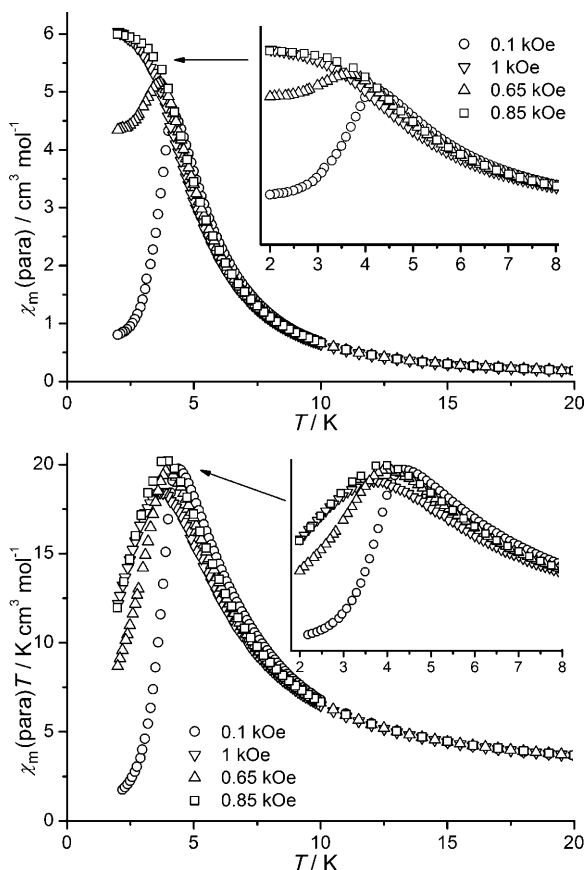 6
5
4
3
2
1
0
χm(para) / cm³ mol⁻¹
0.1 kOe
1 kOe
0.65 kOe
0.85 kOe
2 3 4 5 6 7 8
0 5 10 15 20
T / K
20
15
10
5
0
χm(para)T / K cm³ mol⁻¹
2 3 4 5 6 7 8
0.1 kOe
1 kOe
0.65 kOe
0.85 kOe
0 5 10 15 20
T / K